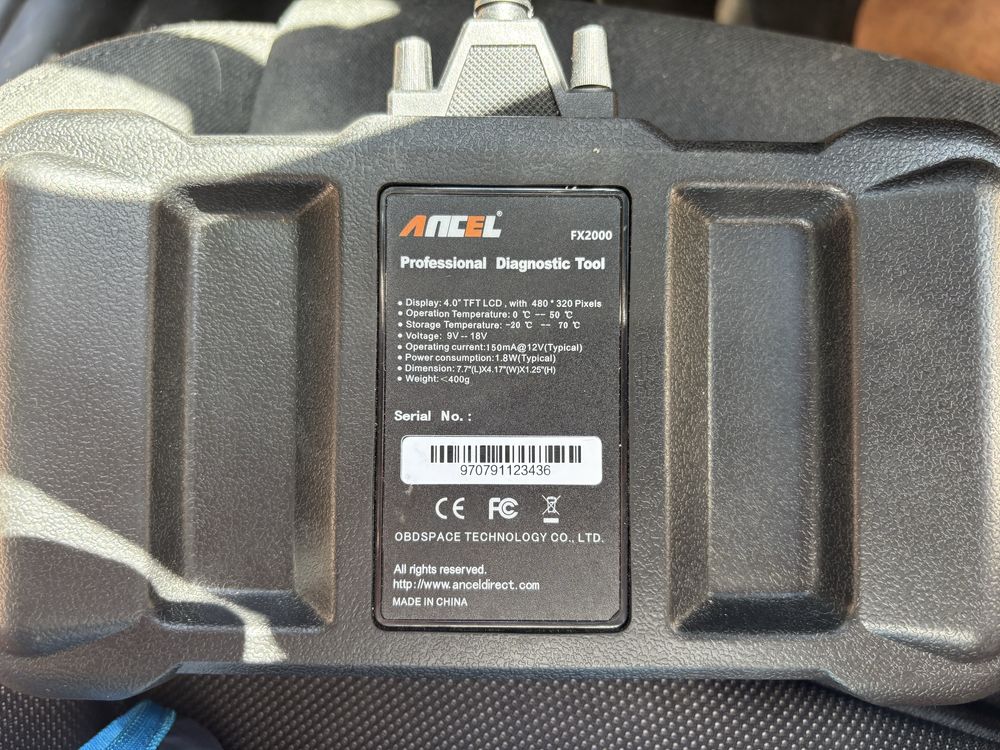 ANCEL®
FX2000
Professional Diagnostic Tool
● Display: 4.0" TFT LCD , with 480 * 320 Pixels
● Operation Temperature: 0 ℃ -- 50 ℃
● Storage Temperature: -20 ℃ -- 70 ℃
● Voltage: 9V -- 18V
● Operating current:150mA@12V(Typical)
● Power consumption:1.8W(Typical)
● Dimension: 7.7"(L)X4.17"(W)X1.25"(H)
● Weight:<400g
Serial No.:
970791123436
CE FC
OBDSPACE TECHNOLOGY CO., LTD.
All rights reserved.
http://www.anceldirect.com
MADE IN CHINA